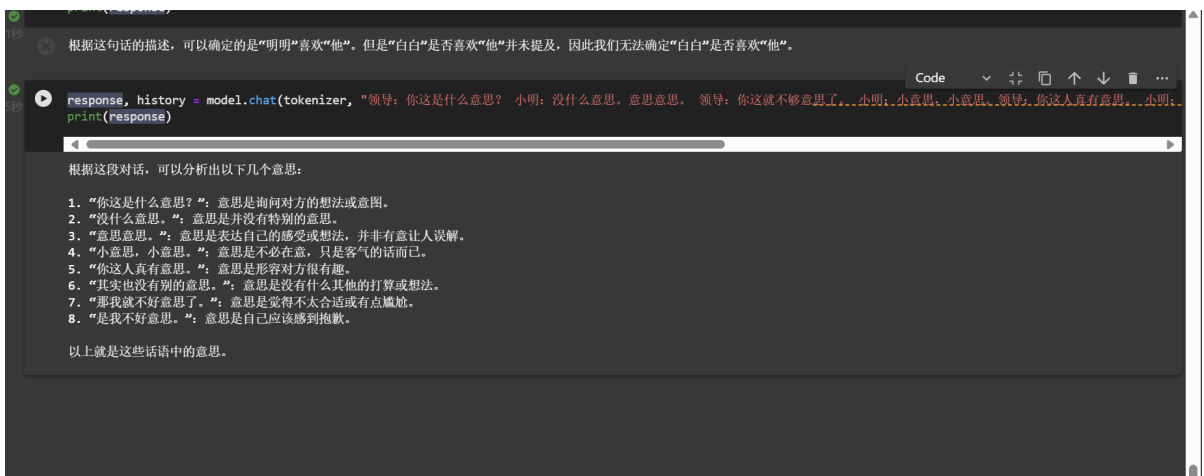 print(response)
1秒
根据这句话的描述，可以确定的是“明明”喜欢“他”。但是“白白”是否喜欢“他”并未提及，因此我们无法确定“白白”是否喜欢“他”。
Code
5秒
response, history = model.chat(tokenizer, "领导：你这是什么意思？ 小明：没什么意思。意思意思。 领导：你这就不够意思了。 小明：小意思，小意思。领导：你这人真有意思。 小明：
print(response)
根据这段对话，可以分析出以下几个意思：
1. “你这是什么意思？”：意思是询问对方的想法或意图。
2. “没什么意思。”：意思是并没有特别的意思。
3. “意思意思。”：意思是表达自己的感受或想法，并非有意让人误解。
4. “小意思，小意思。”：意思是不必在意，只是客气的话而已。
5. “你这人真有意思。”：意思是形容对方很有趣。
6. “其实也没有别的意思。”：意思是没有什么其他的打算或想法。
7. “那我就不好意思了。”：意思是觉得不太合适或有点尴尬。
8. “是我不好意思。”：意思是自己应该感到抱歉。
以上就是这些话语中的意思。